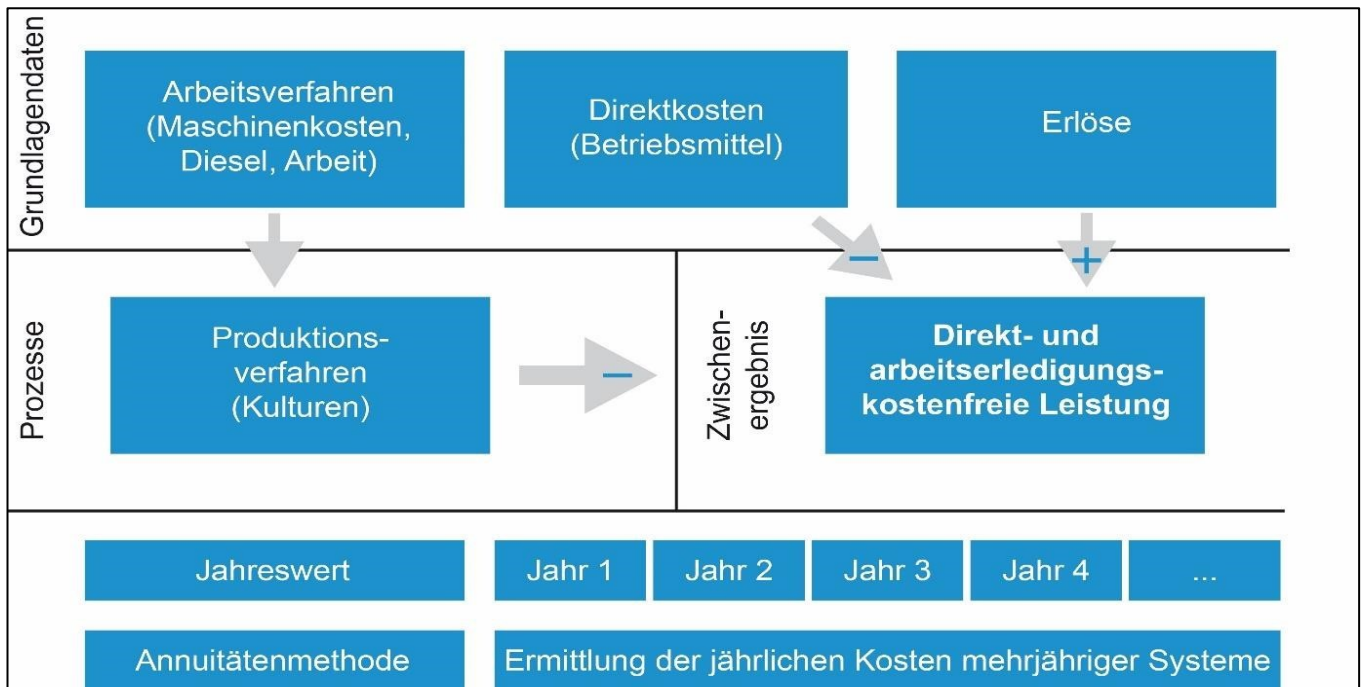 Grundlagendaten
Arbeitsverfahren
(Maschinenkosten,
Diesel, Arbeit)
Direktkosten
(Betriebsmittel)
Erlöse
−
+
Prozesse
Produktions-
verfahren
(Kulturen)
−
Zwischen-
ergebnis
Direkt- und
arbeitserledigungs-
kostenfreie Leistung
Jahreswert
Jahr 1
Jahr 2
Jahr 3
Jahr 4
...
Annuitätenmethode
Ermittlung der jährlichen Kosten mehrjähriger Systeme